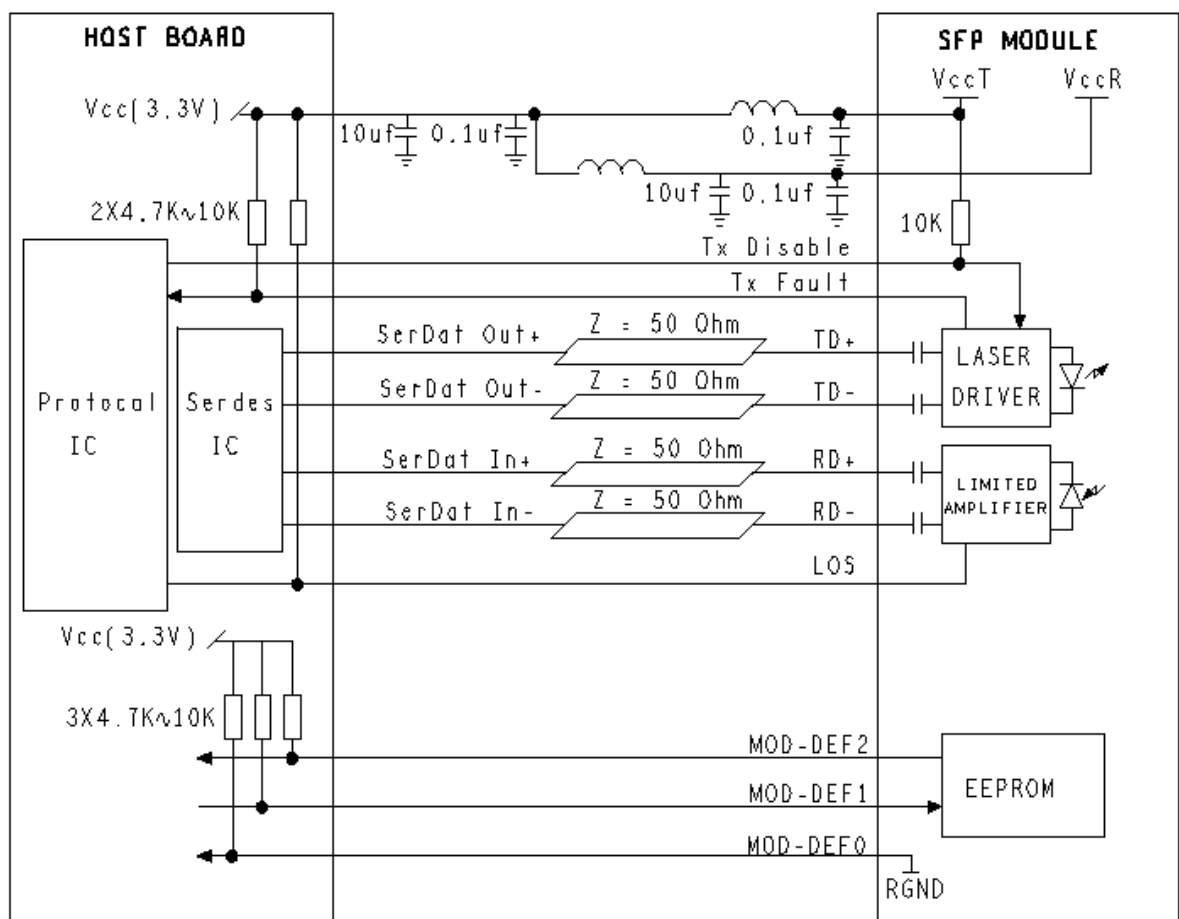 HOST BOARD
SFP MODULE
VccT
VccR
Vcc(3.3V)
10uf
0.1uf
0.1uf
10uf
0.1uf
2X4.7K~10K
10K
Tx Disable
Tx Fault
Protocal
IC
Serdes
IC
SerDat Out+
Z = 50 Ohm
TD+
SerDat Out-
Z = 50 Ohm
TD-
LASER
DRIVER
SerDat In+
Z = 50 Ohm
RD+
SerDat In-
Z = 50 Ohm
RD-
LIMITED
AMPLIFIER
LOS
Vcc(3.3V)
3X4.7K~10K
MOD-DEF2
MOD-DEF1
EEPROM
MOD-DEF0
RGND